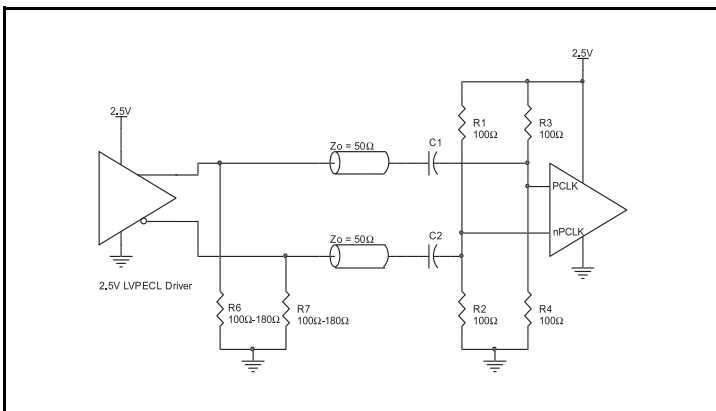 2.5V
2.5V
R1
100Ω
R3
100Ω
Zo = 50Ω
C1
PCLK
nPCLK
Zo = 50Ω
C2
2.5V LVPECL Driver
R6
100Ω-180Ω
R7
100Ω-180Ω
R2
100Ω
R4
100Ω